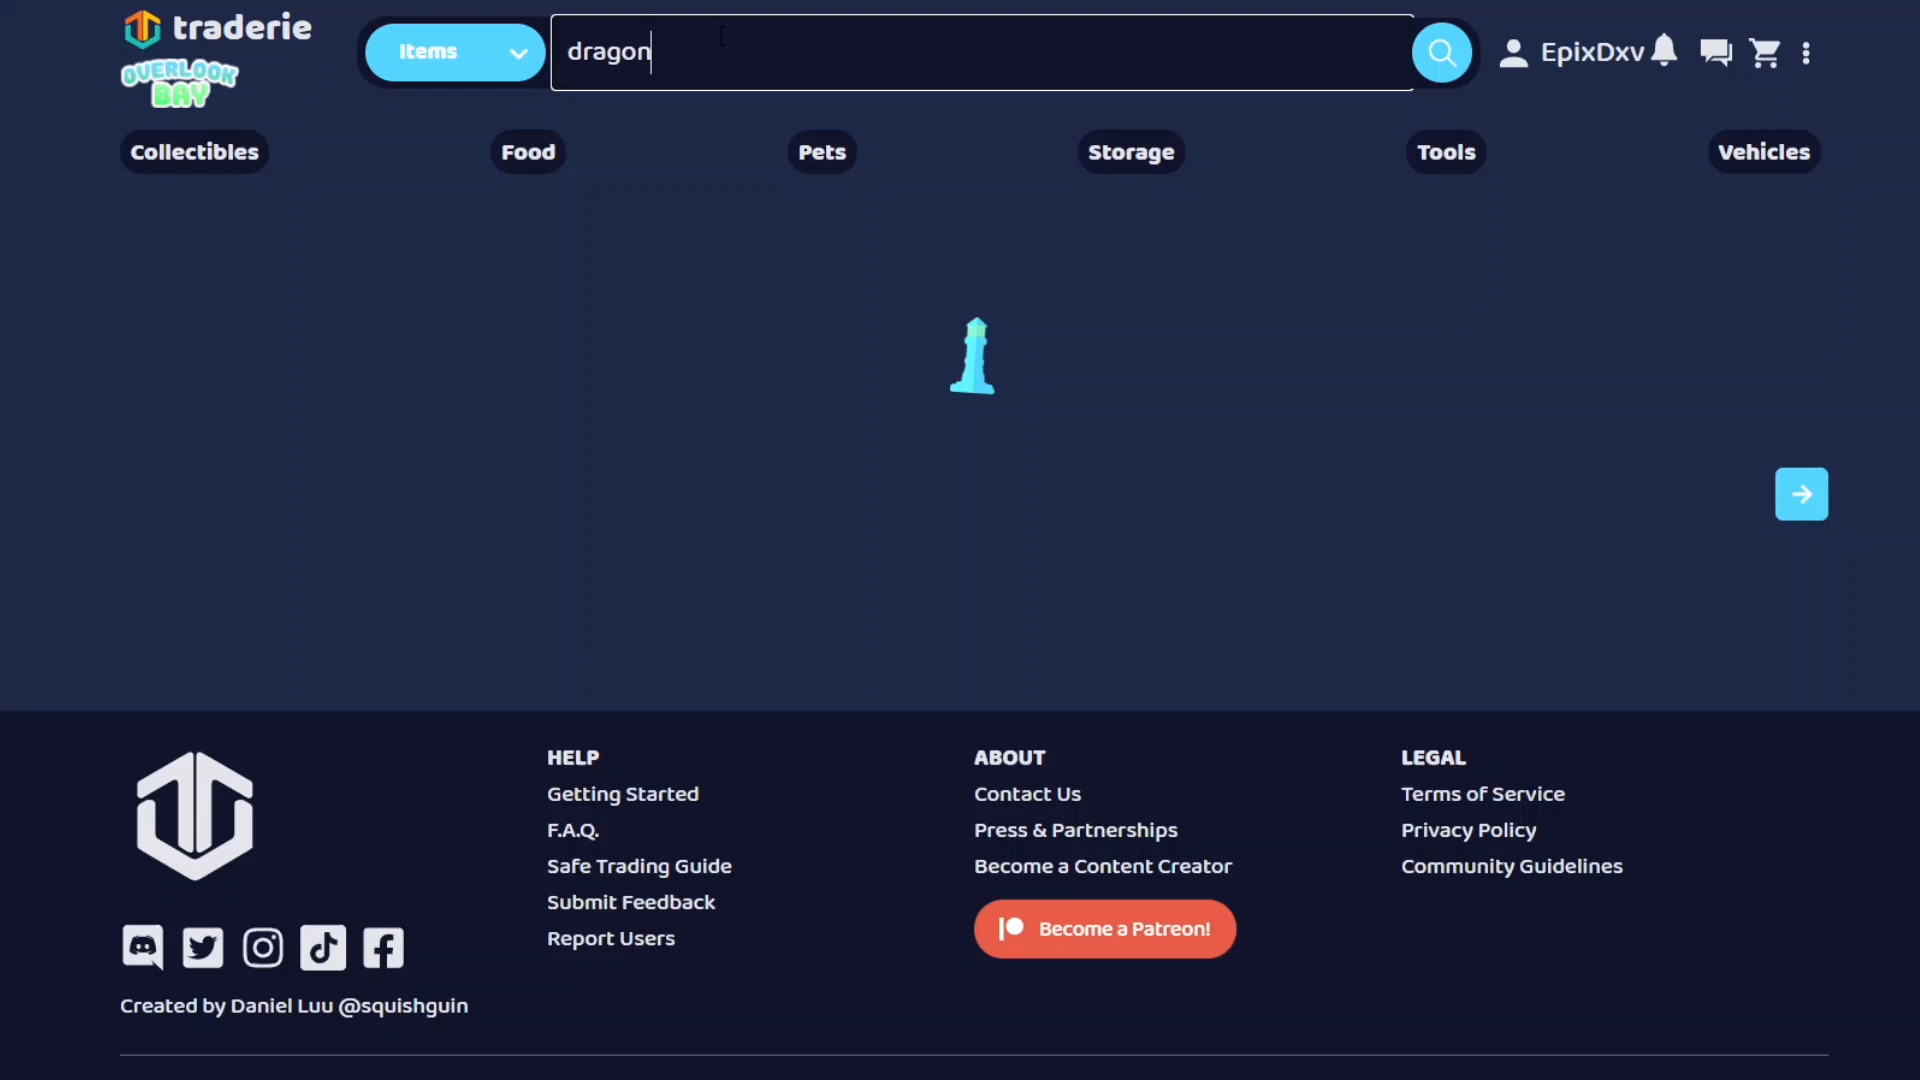 traderie
OVERLOOK
BAY
Items
dragon
EpixDxv
Collectibles
Food
Pets
Storage
Tools
Vehicles
HELP
Getting Started
F.A.Q.
Safe Trading Guide
Submit Feedback
Report Users
ABOUT
Contact Us
Press & Partnerships
Become a Content Creator
Become a Patreon!
LEGAL
Terms of Service
Privacy Policy
Community Guidelines
Created by Daniel Luu @squishguin